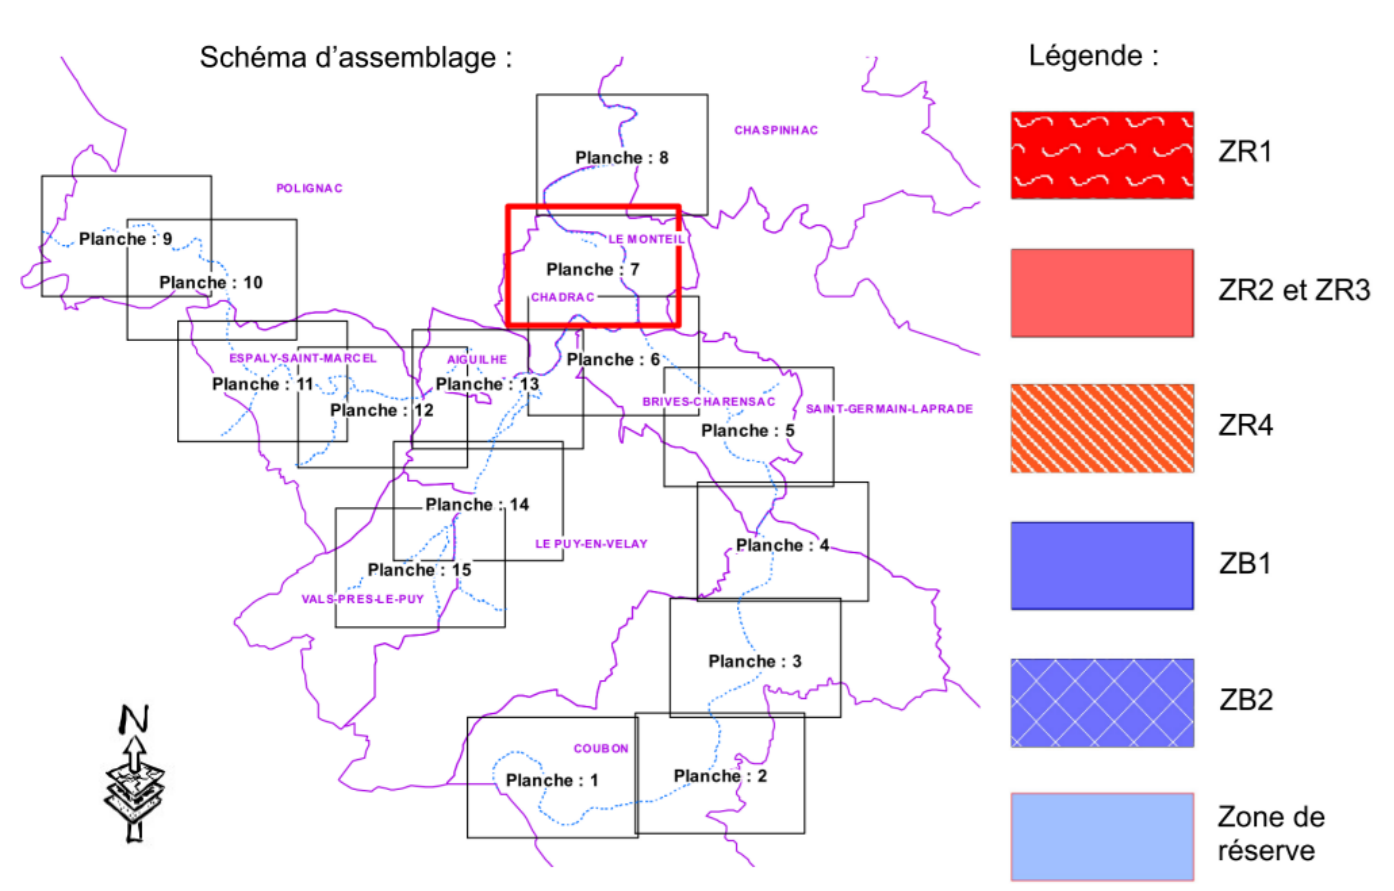 Schéma d'assemblage :
Légende :
CHASPINHAC
Planche : 8
ZR1
POLIGNAC
Planche : 9
LE MONTEIL
Planche : 7
Planche : 10
CHADRAC
ZR2 et ZR3
ESPALY-SAINT-MARCEL
AIGUILHE
Planche : 6
Planche : 11
Planche : 13
Planche : 12
BRIVES-CHARENSAC
SAINT-GERMAIN-LAPRADE
Planche : 5
ZR4
Planche : 14
LE PUY-EN-VELAY
Planche : 4
Planche : 15
ZB1
VALS-PRES-LE-PUY
Planche : 3
ZB2
N
COUBON
Planche : 1
Planche : 2
Zone de
réserve